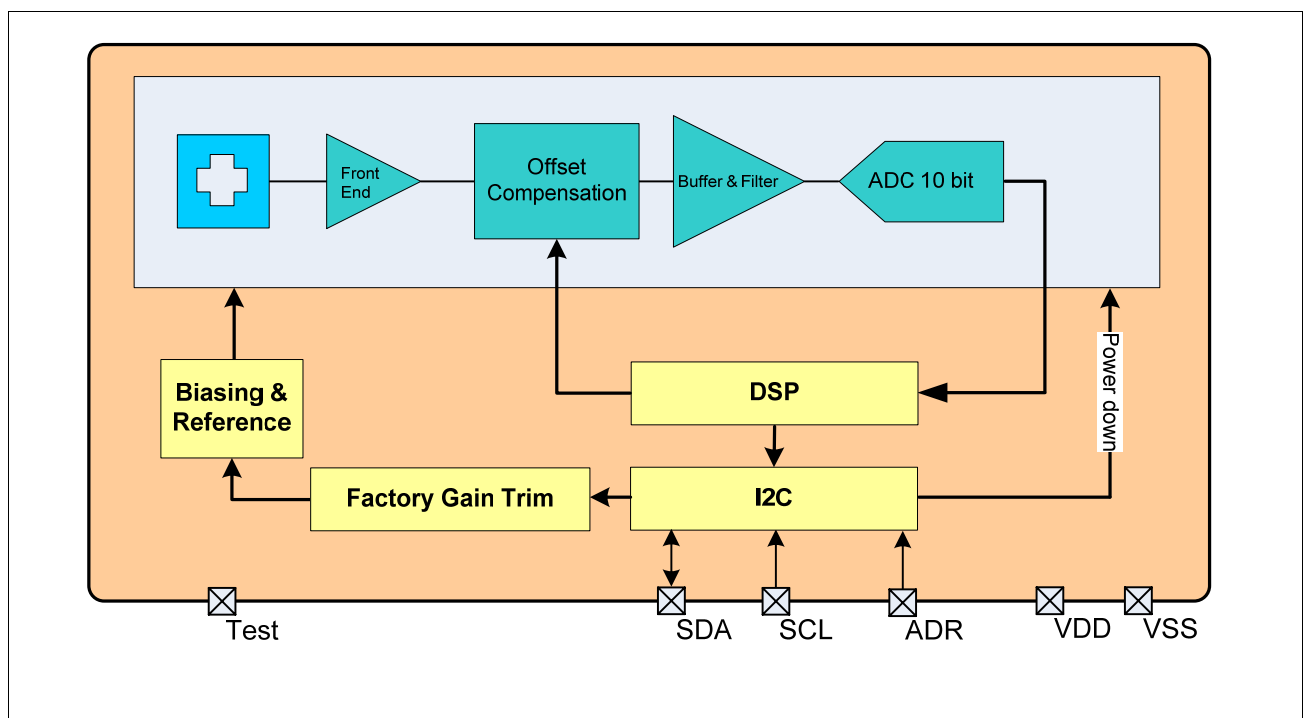 Front
End
Offset
Compensation
Buffer & Filter
ADC 10 bit
Biasing &
Reference
DSP
Power down
Factory Gain Trim
I2C
Test
SDA
SCL
ADR
VDD
VSS